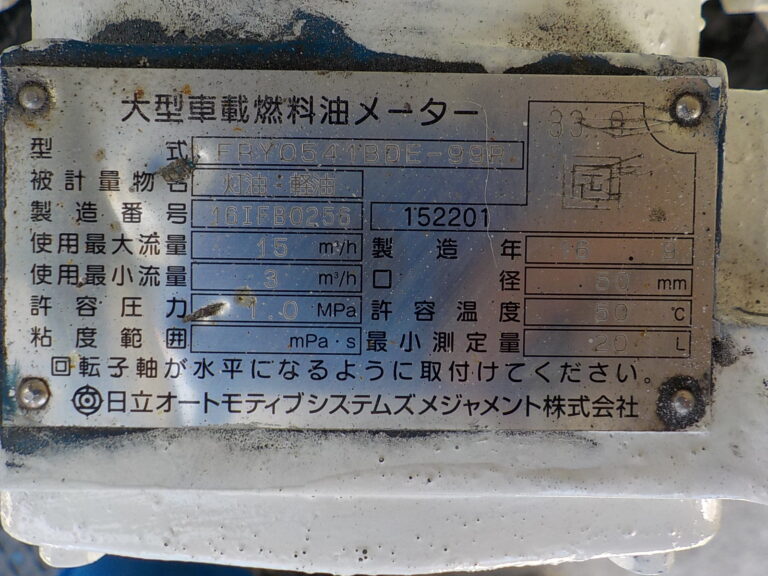 大型車載燃料油メーター
33.8
型 式 FRY0541BDE-99R
被計量物名 灯油・軽油
製造番号 16IFB0256 152201
使用最大流量 15 m³/h 製造年 16 9
使用最小流量 3 m³/h 口 径 50 mm
許容圧力 1.0 MPa 許容温度 50 ℃
粘度範囲 mPa・s 最小測定量 20 L
回転子軸が水平になるように取付けてください。
日立オートモティブシステムズメジャメント株式会社